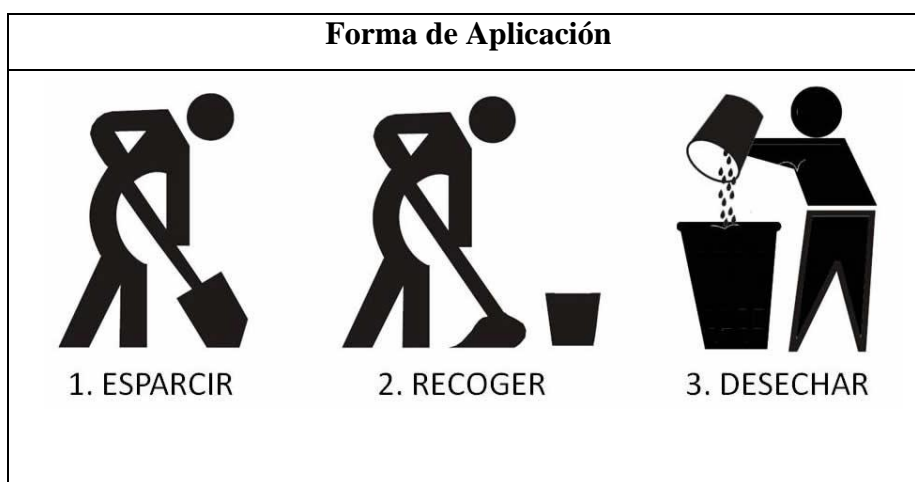 Forma de Aplicación
1. ESPARCIR
2. RECOGER
3. DESECHAR